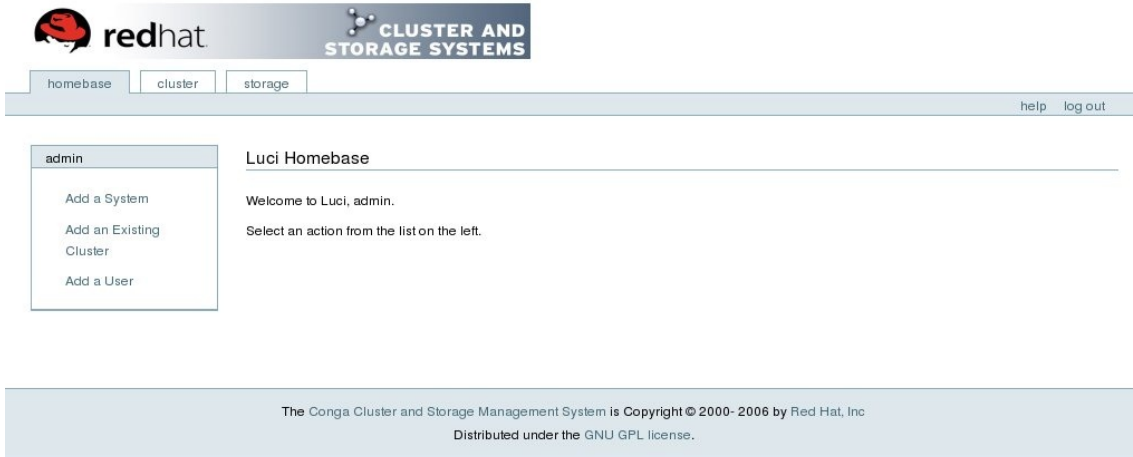 redhat.
CLUSTER AND
STORAGE SYSTEMS
homebase
cluster
storage
help
log out
admin
Add a System
Add an Existing
Cluster
Add a User
Luci Homebase
Welcome to Luci, admin.
Select an action from the list on the left.
The Conga Cluster and Storage Management System is Copyright © 2000- 2006 by Red Hat, Inc
Distributed under the GNU GPL license.